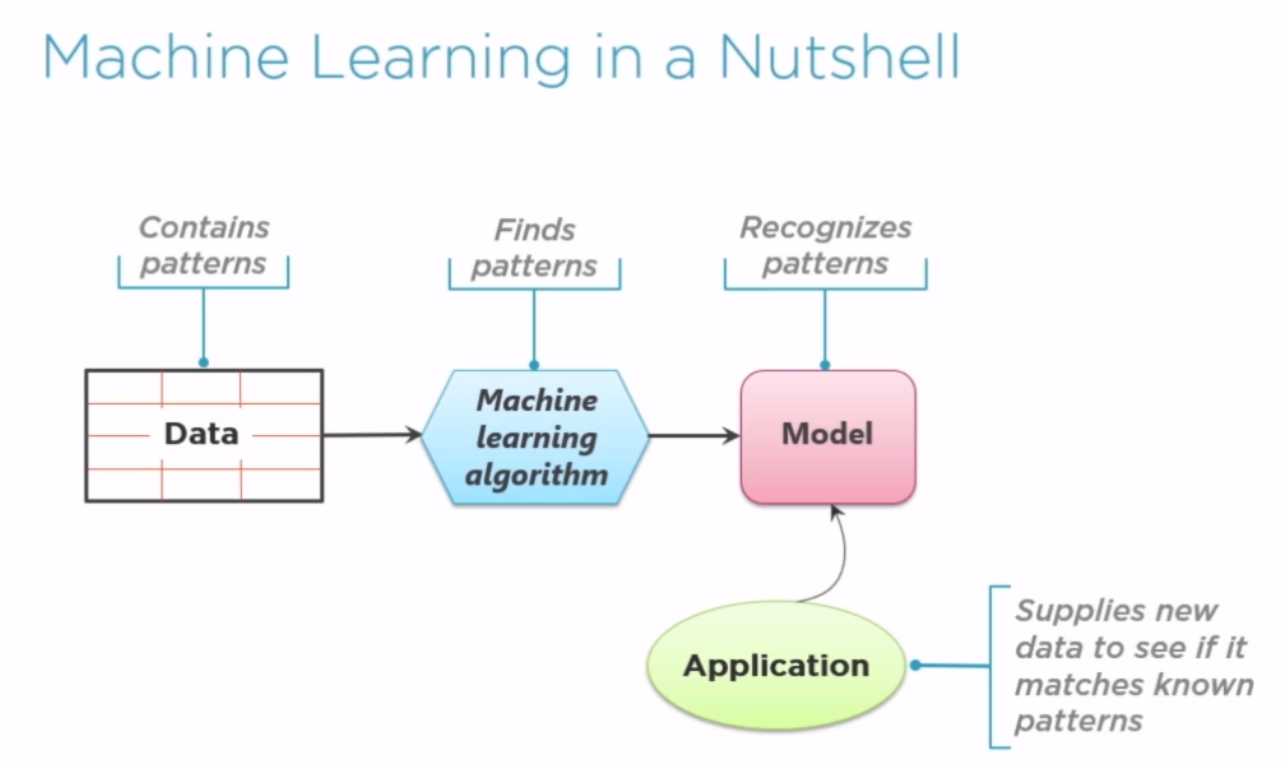 Machine Learning in a Nutshell
Contains
patterns
Finds
patterns
Recognizes
patterns
Data
Machine
learning
algorithm
Model
Application
Supplies new
data to see if it
matches known
patterns